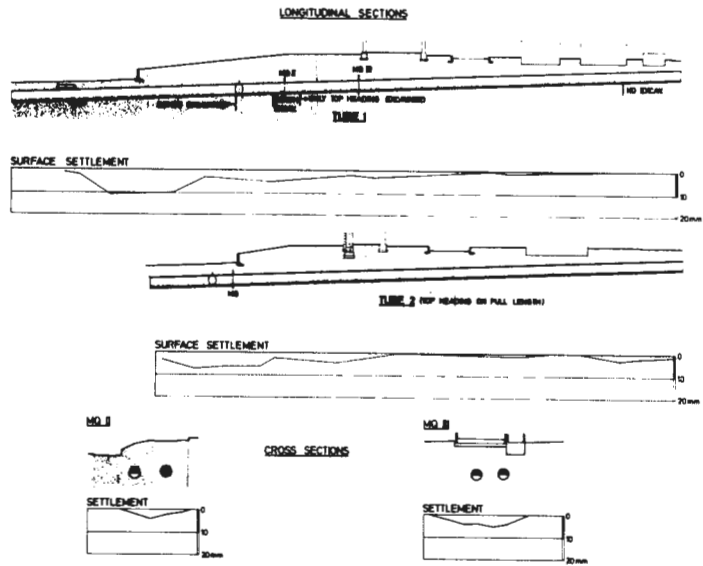 LONGITUDINAL SECTIONS
MQ II
MQ III
ONLY TOP HEADING EXCAVATED
NO EXCAV.
TUBE 1
SURFACE SETTLEMENT
0
10
20mm
MQ
TUBE 2 (TOP HEADING ON FULL LENGTH)
SURFACE SETTLEMENT
0
10
20mm
MQ II
MQ III
CROSS SECTIONS
SETTLEMENT
0
10
20mm
SETTLEMENT
0
10
20mm